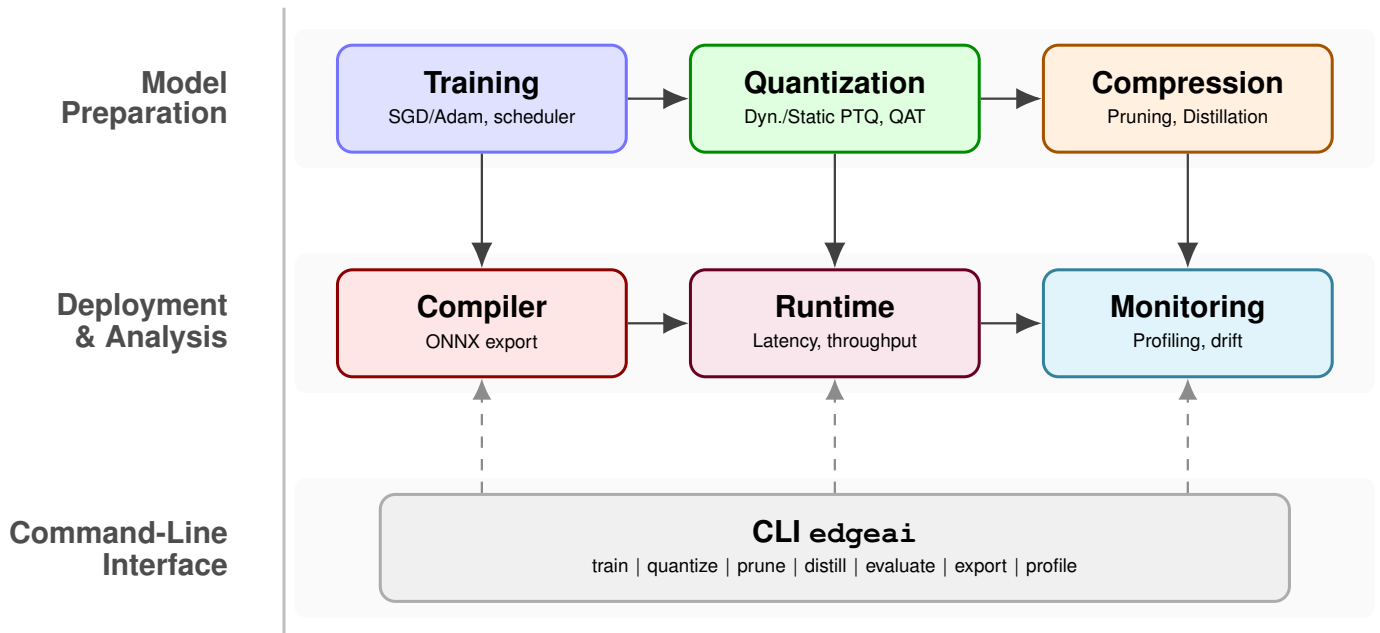 Model
Preparation
Training
SGD/Adam, scheduler
Quantization
Dyn./Static PTQ, QAT
Compression
Pruning, Distillation
Deployment
& Analysis
Compiler
ONNX export
Runtime
Latency, throughput
Monitoring
Profiling, drift
Command-Line
Interface
CLI edgeai
train | quantize | prune | distill | evaluate | export | profile